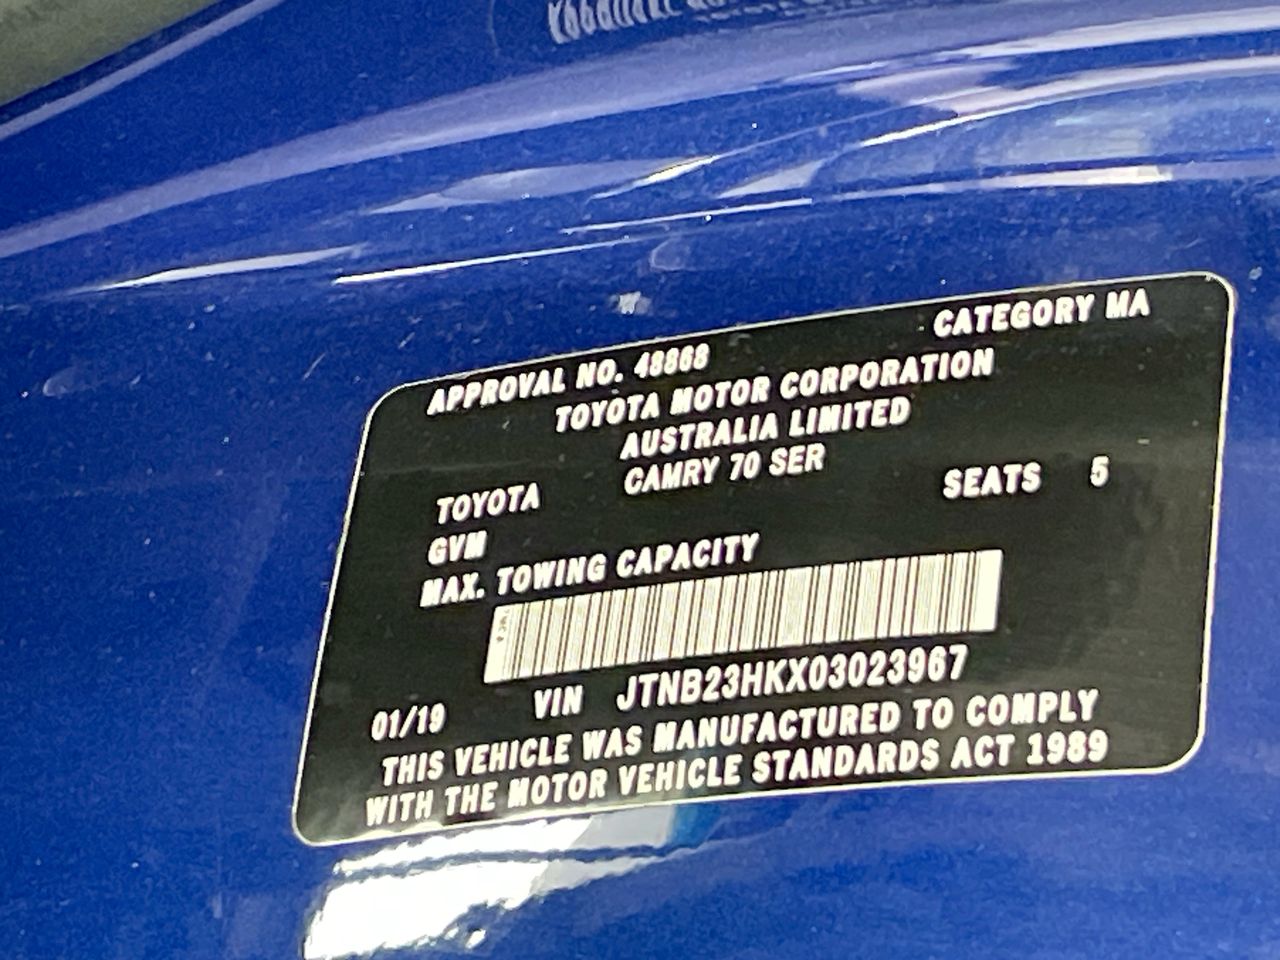 APPROVAL NO. 48868 CATEGORY MA
TOYOTA MOTOR CORPORATION
AUSTRALIA LIMITED
TOYOTA CAMRY 70 SER SEATS 5
GVM
MAX. TOWING CAPACITY
01/19 VIN JTNB23HKX03023967
THIS VEHICLE WAS MANUFACTURED TO COMPLY
WITH THE MOTOR VEHICLE STANDARDS ACT 1989